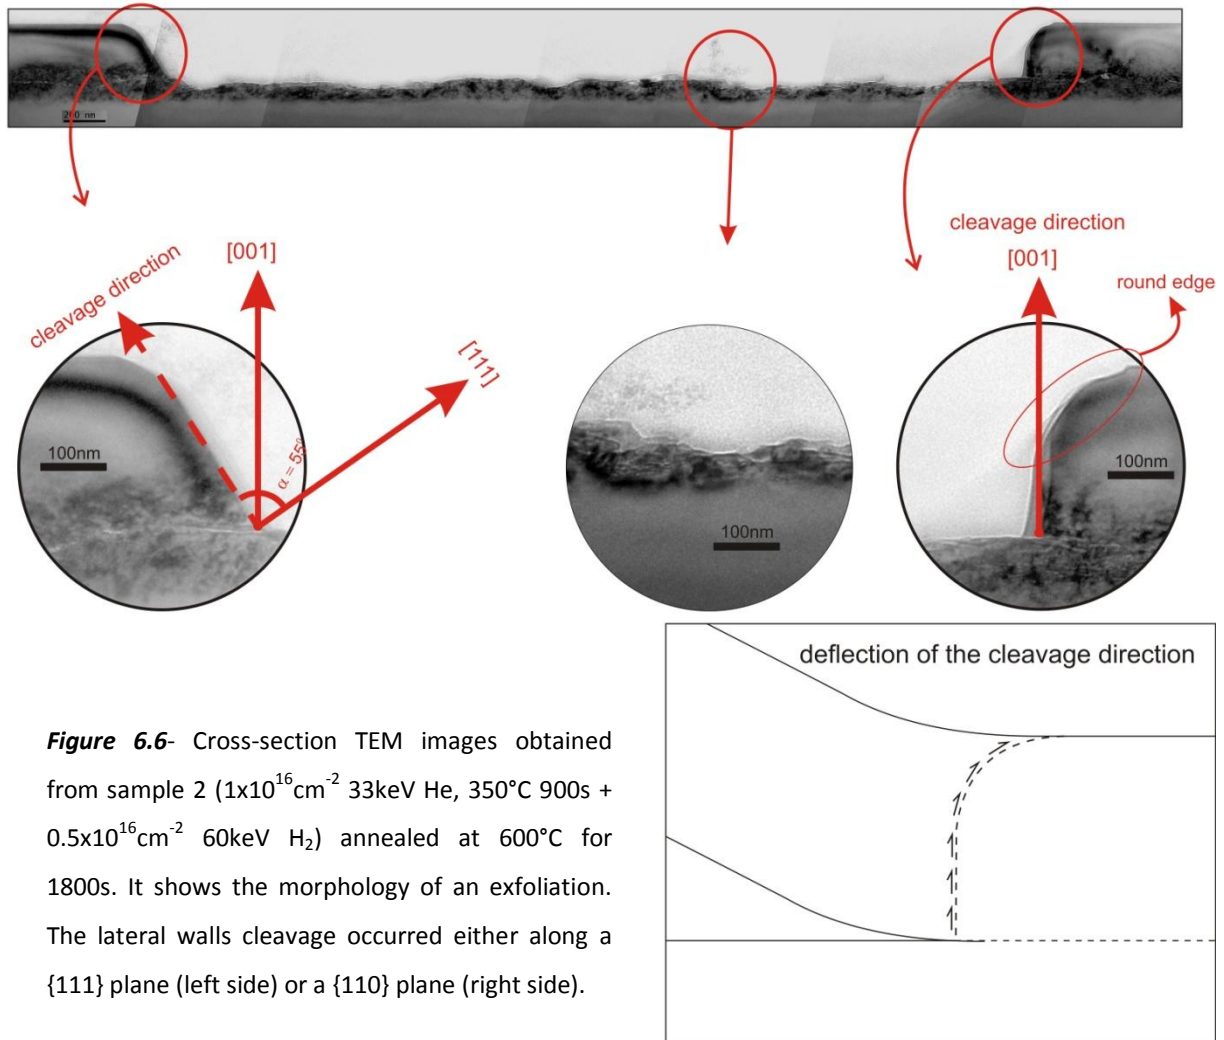 200 nm
cleavage direction
[001]
[111]
100nm
α = 55°
100nm
cleavage direction
[001]
round edge
100nm
deflection of the cleavage direction
Figure 6.6- Cross-section TEM images obtained
from sample 2 (1x10^16cm^-2 33keV He, 350°C 900s +
0.5x10^16cm^-2 60keV H2) annealed at 600°C for
1800s. It shows the morphology of an exfoliation.
The lateral walls cleavage occurred either along a
{111} plane (left side) or a {110} plane (right side).